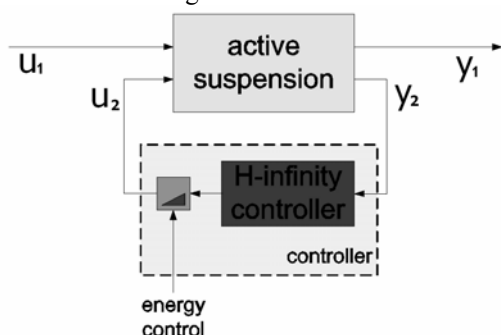 active
suspension
u₁
y₁
u₂
y₂
H-infinity
controller
controller
energy
control